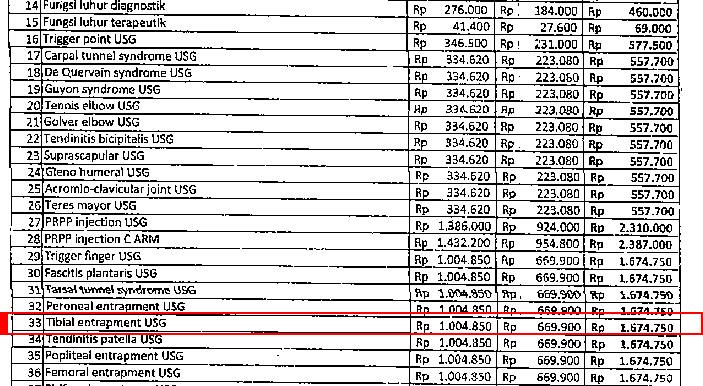 14 Fungsi luhur diagnostik Rp 276.000 Rp 184.000 Rp 460.000
15 Fungsi luhur terapeutik Rp 41.400 Rp 27.600 Rp 69.000
16 Trigger point USG Rp 346.500 Rp 231.000 Rp 577.500
17 Carpal tunnel syndrome USG Rp 334.620 Rp 223.080 Rp 557.700
18 De Quervain syndrome USG Rp 334.620 Rp 223.080 Rp 557.700
19 Guyon syndrome USG Rp 334.620 Rp 223.080 Rp 557.700
20 Tennis elbow USG Rp 334.620 Rp 223.080 Rp 557.700
21 Golver elbow USG Rp 334.620 Rp 223.080 Rp 557.700
22 Tendinitis bicipitalis USG Rp 334.620 Rp 223.080 Rp 557.700
23 Suprascapular USG Rp 334.620 Rp 223.080 Rp 557.700
24 Gleno humeral USG Rp 334.620 Rp 223.080 Rp 557.700
25 Acromio-clavicular joint USG Rp 334.620 Rp 223.080 Rp 557.700
26 Teres mayor USG Rp 334.620 Rp 223.080 Rp 557.700
27 PRPP injection USG Rp 1.386.000 Rp 924.000 Rp 2.310.000
28 PRPP injection C ARM Rp 1.432.200 Rp 954.800 Rp 2.387.000
29 Trigger finger USG Rp 1.004.850 Rp 669.900 Rp 1.674.750
30 Fascitis plantaris USG Rp 1.004.850 Rp 669.900 Rp 1.674.750
31 Tarsal tunnel syndrome USG Rp 1.004.850 Rp 669.900 Rp 1.674.750
32 Peroneal entrapment USG Rp 1.004.850 Rp 669.900 Rp 1.674.750
33 Tibial entrapment USG Rp 1.004.850 Rp 669.900 Rp 1.674.750
34 Tendinitis patella USG Rp 1.004.850 Rp 669.900 Rp 1.674.750
35 Popliteal entrapment USG Rp 1.004.850 Rp 669.900 Rp 1.674.750
36 Femoral entrapment USG Rp 1.004.850 Rp 669.900 Rp 1.674.750